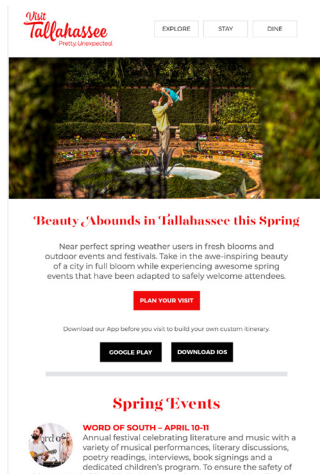 Visit
Tallahassee
Pretty. Unexpected.
EXPLORE
STAY
DINE
Beauty Abounds in Tallahassee this Spring
Near perfect spring weather users in fresh blooms and
outdoor events and festivals. Take in the awe-inspiring beauty
of a city in full bloom while experiencing awesome spring
events that have been adapted to safely welcome attendees.
PLAN YOUR VISIT
Download our App before you visit to build your own custom itinerary.
GOOGLE PLAY
DOWNLOAD IOS
Spring Events
WORD OF SOUTH – APRIL 10-11
Annual festival celebrating literature and music with a
variety of musical performances, literary discussions,
poetry readings, interviews, book signings and a
dedicated children's program. To ensure the safety of